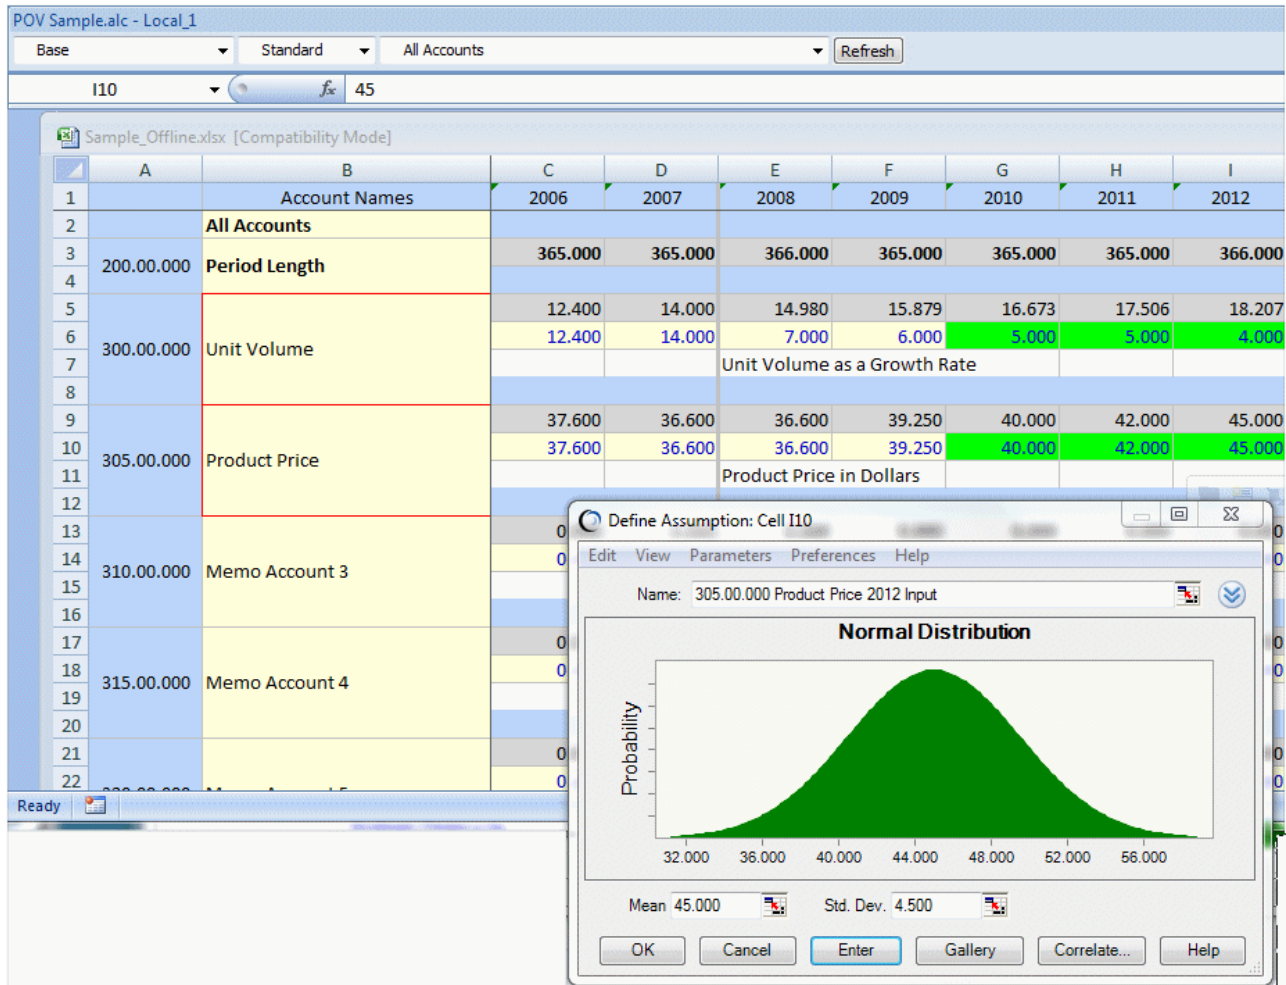 POV Sample.alc - Local_1
Base Standard All Accounts Refresh
I10 fx 45
Sample_Offline.xlsx [Compatibility Mode]
A B C D E F G H I
1 Account Names 2006 2007 2008 2009 2010 2011 2012
2 All Accounts
3 365.000 365.000 366.000 365.000 365.000 365.000 366.000
200.00.000 Period Length
4
5 12.400 14.000 14.980 15.879 16.673 17.506 18.207
6 12.400 14.000 7.000 6.000 5.000 5.000 4.000
300.00.000 Unit Volume
7 Unit Volume as a Growth Rate
8
9 37.600 36.600 36.600 39.250 40.000 42.000 45.000
10 37.600 36.600 36.600 39.250 40.000 42.000 45.000
305.00.000 Product Price
11 Product Price in Dollars
12
13 0
14 0
310.00.000 Memo Account 3
15
16
17 0
18 0
315.00.000 Memo Account 4
19
20
21 0
22 0
Ready
Define Assumption: Cell I10
Edit View Parameters Preferences Help
Name: 305.00.000 Product Price 2012 Input
Normal Distribution
Probability
32.000 36.000 40.000 44.000 48.000 52.000 56.000
Mean 45.000 Std. Dev. 4.500
OK Cancel Enter Gallery Correlate... Help